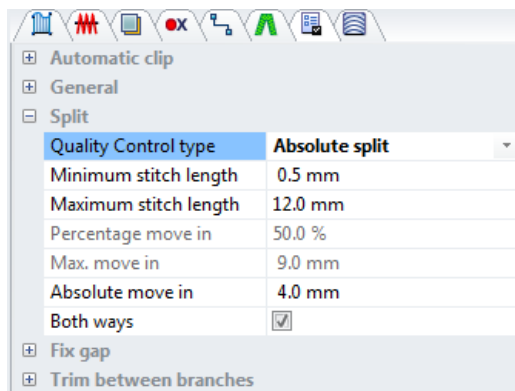 Automatic clip
General
Split
Quality Control type Absolute split
Minimum stitch length 0.5 mm
Maximum stitch length 12.0 mm
Percentage move in 50.0 %
Max. move in 9.0 mm
Absolute move in 4.0 mm
Both ways
Fix gap
Trim between branches